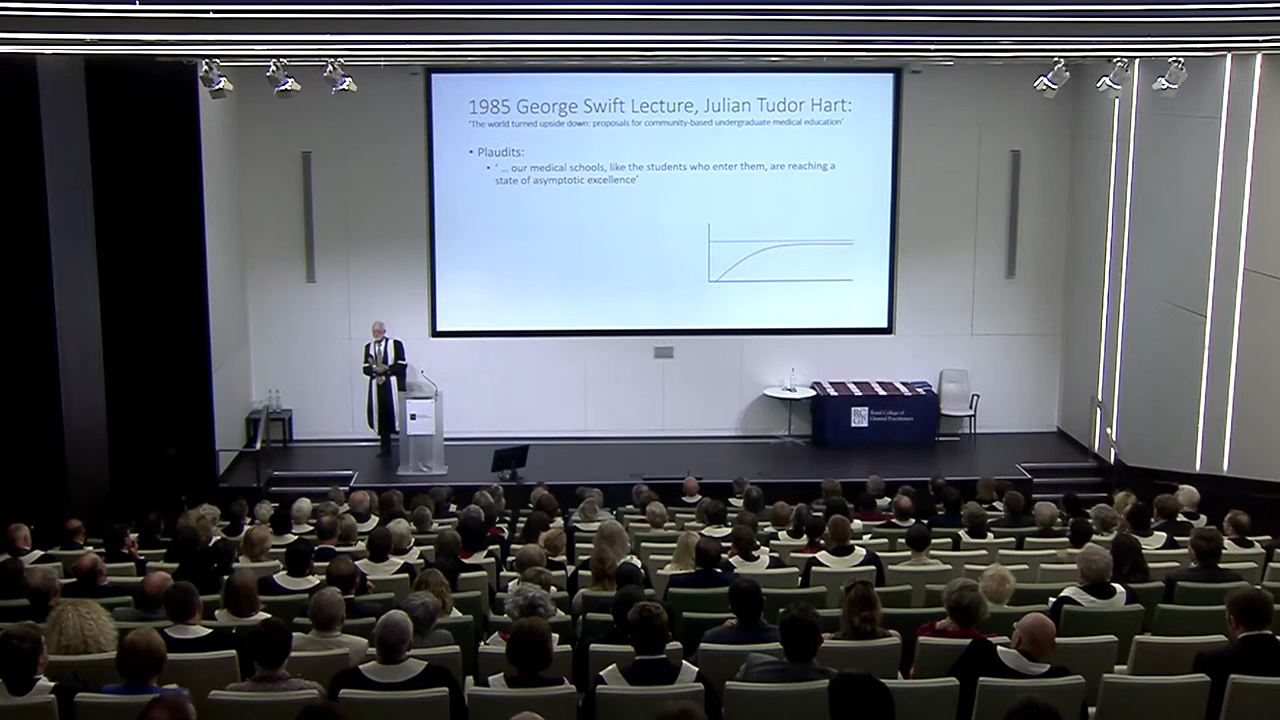 1985 George Swift Lecture, Julian Tudor Hart:
'The world turned upside down: proposals for community-based undergraduate medical education'
• Plaudits:
• ' ... our medical schools, like the students who enter them, are reaching a
state of asymptotic excellence'
RC
GP
Royal College of
General Practitioners